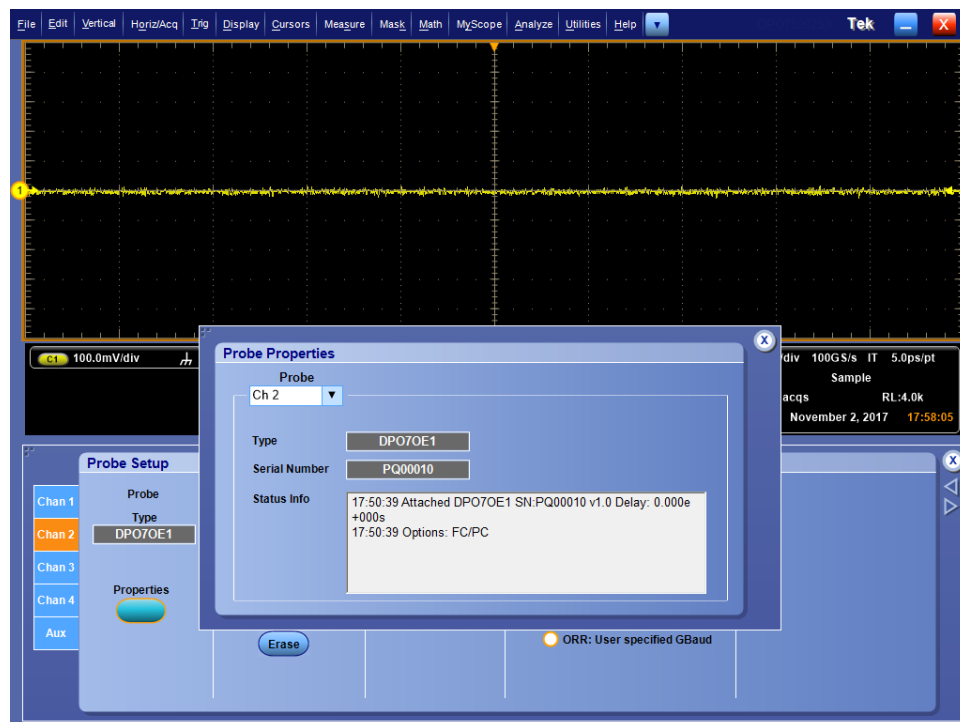 File Edit Vertical Horiz/Acq Trig Display Cursors Measure Mask Math MyScope Analyze Utilities Help Tek X
1
C1 100.0mV/div
/div 100GS/s IT 5.0ps/pt
Sample
acqs RL:4.0k
November 2, 2017 17:58:05
Probe Properties X
Probe
Ch 2
Type DPO7OE1
Serial Number PQ00010
Status Info
17:50:39 Attached DPO7OE1 SN:PQ00010 v1.0 Delay: 0.000e
+000s
17:50:39 Options: FC/PC
Probe Setup X
Chan 1
Chan 2
Chan 3
Chan 4
Aux
Probe
Type
DPO7OE1
Properties
Erase
ORR: User specified GBaud